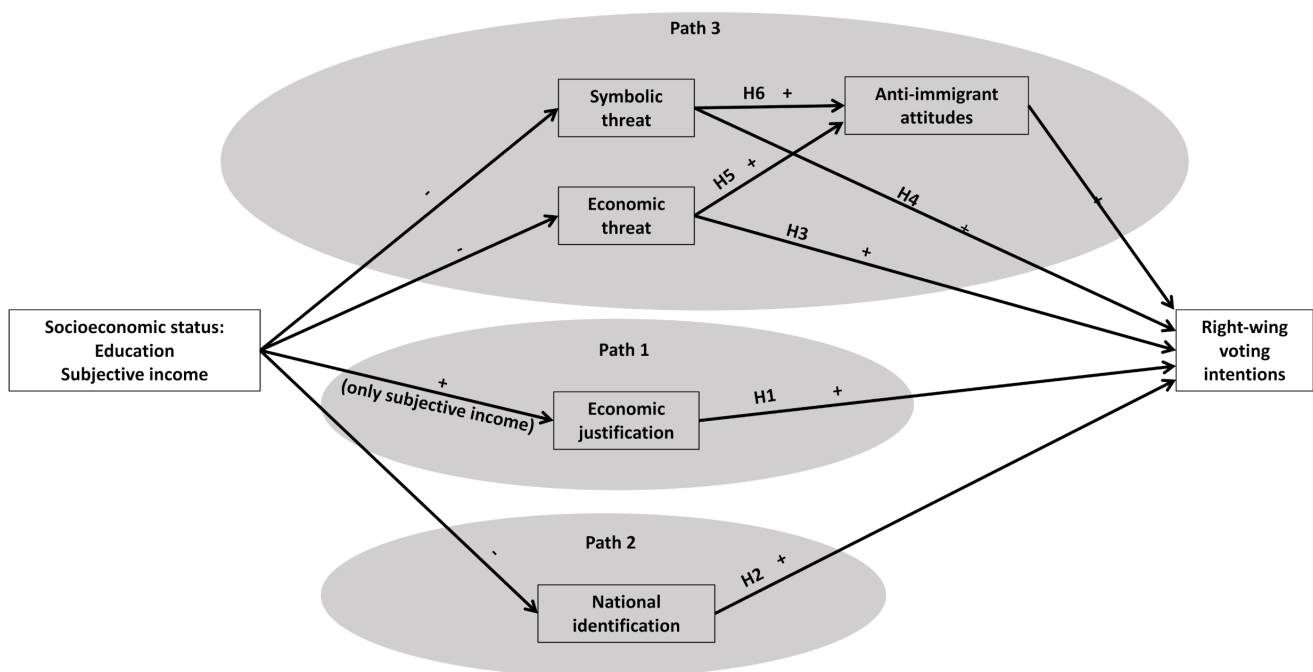 Path 3
Symbolic
threat
H6 +
Anti-immigrant
attitudes
-
H5 +
H4
+
+
Economic
threat
-
H3
+
Socioeconomic status:
Education
Subjective income
Right-wing
voting
intentions
Path 1
+
(only subjective income)
Economic
justification
H1 +
Path 2
-
H2 +
National
identification